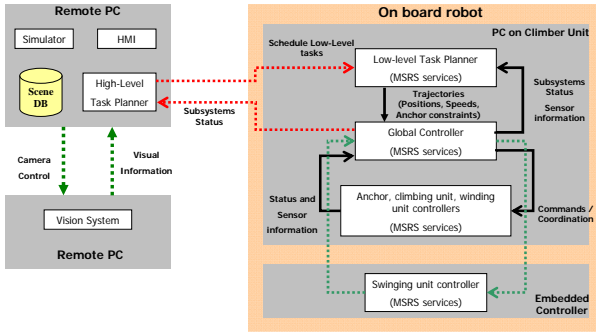 Remote PC
Simulator
HMI
Scene
DB
High-Level
Task Planner
Camera
Control
Visual
Information
Vision System
Remote PC
Schedule Low-Level
tasks
Subsystems
Status
On board robot
PC on Climber Unit
Low-level Task Planner
(MSRS services)
Trajectories
(Positions, Speeds,
Anchor constraints)
Subsystems
Status
Sensor
information
Global Controller
(MSRS services)
Status and
Sensor
information
Anchor, climbing unit, winding
unit controllers
(MSRS services)
Commands /
Coordination
Swinging unit controller
(MSRS services)
Embedded
Controller